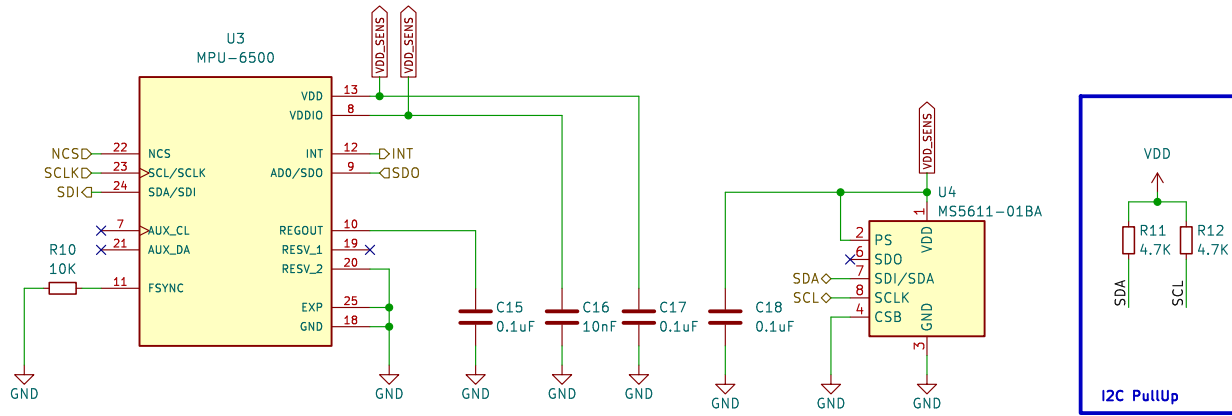 U3
MPU-6500
VDD_SENS
VDD_SENS
VDD 13
VDDIO 8
NCS 22 NCS
SCLK 23 SCL/SCLK
SDI 24 SDA/SDI
INT 12 INT
AD0/SDO 9 SDO
7 AUX_CL
21 AUX_DA
REGOUT 10
RESV_1 19
RESV_2 20
R10
10K
11 FSYNC
EXP 25
GND 18
GND
GND
C15
0.1uF
GND
C16
10nF
GND
C17
0.1uF
GND
C18
0.1uF
GND
VDD_SENS
U4
MS5611-01BA
1
VDD
2 PS
6 SDO
SDA 7 SDI/SDA
SCL 8 SCLK
4 CSB
GND
3
GND
GND
VDD
R11
4.7K
R12
4.7K
SDA
SCL
I2C PullUp